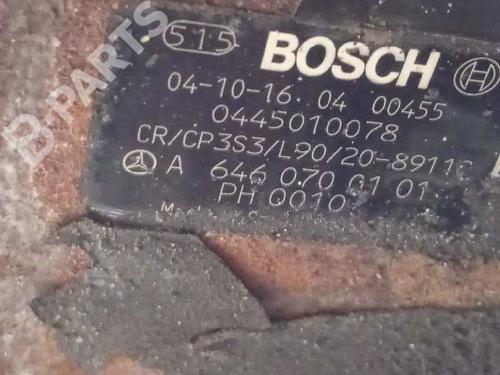 B-PARTS
515 BOSCH
04-10-16 04 00455
0445010078
CR/CP3S3/L90/20-8911
A 646 070 01 01
PH 0010